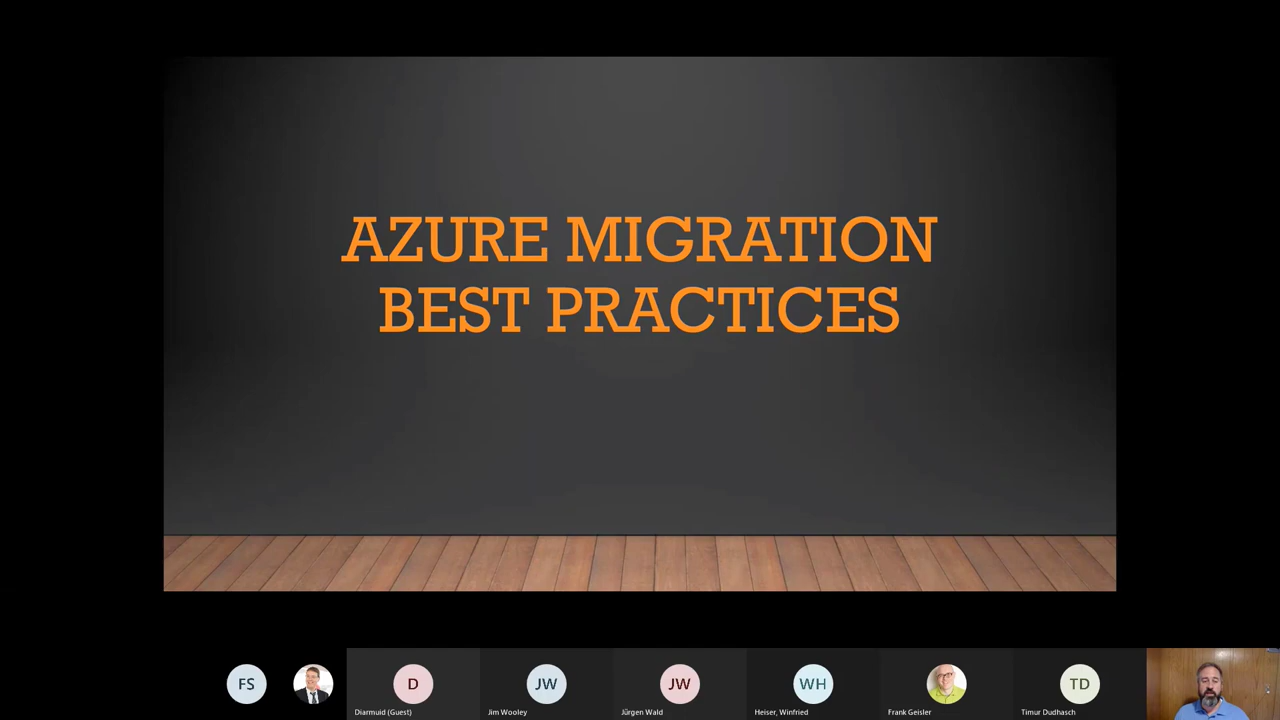 AZURE MIGRATION
BEST PRACTICES
FS
D
JW
JW
WH
TD
Diarmuid (Guest)
Jim Wooley
Jürgen Wald
Heiser, Winfried
Frank Geisler
Timur Dudhasch